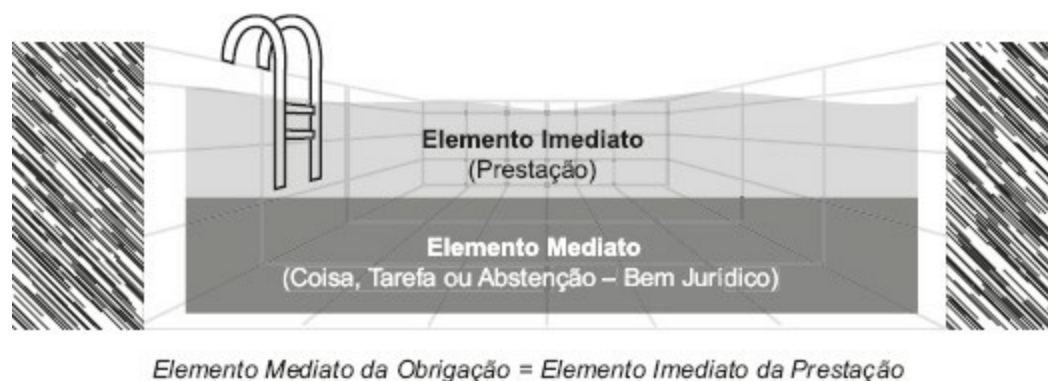 Elemento Imediato
(Prestação)
Elemento Mediato
(Coisa, Tarefa ou Abstenção – Bem Jurídico)
Elemento Mediato da Obrigação = Elemento Imediato da Prestação